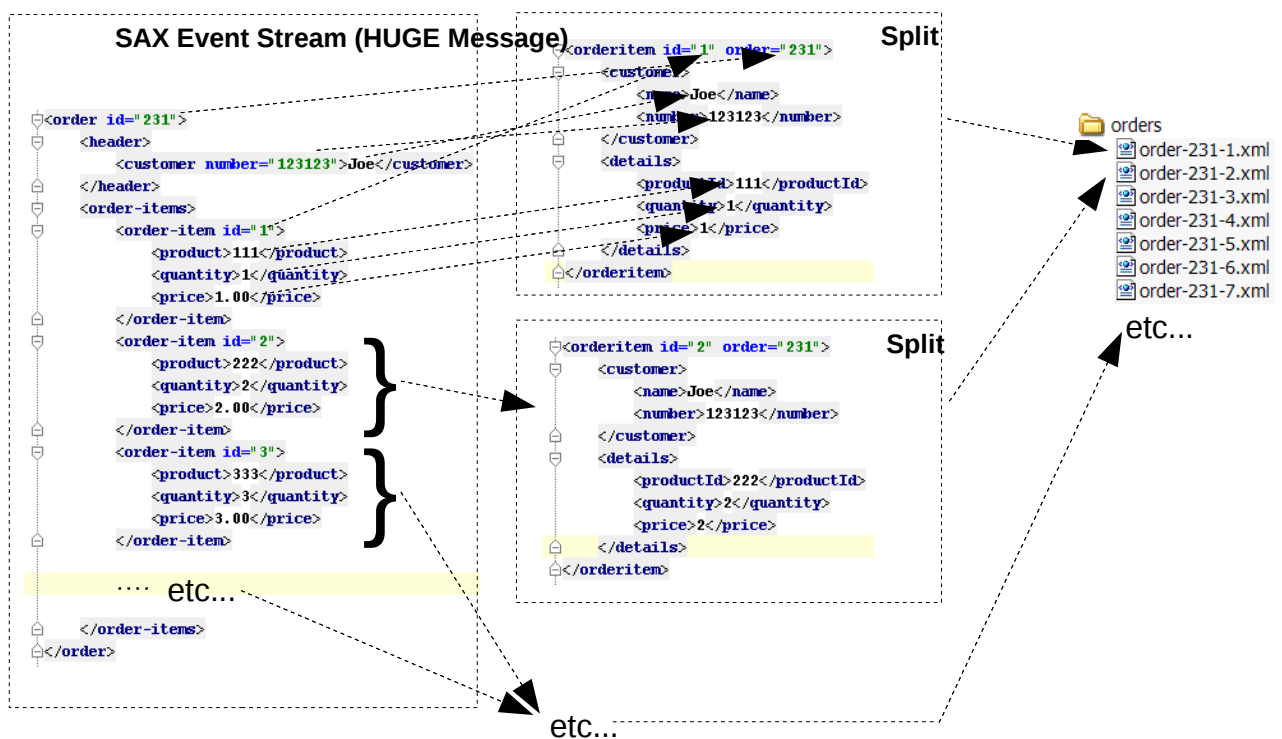 SAX Event Stream (HUGE Message)
<order id="231">
<header>
<customer number="123123">Joe</customer>
</header>
<order-items>
<order-item id="1">
<product>111</product>
<quantity>1</quantity>
<price>1.00</price>
</order-item>
<order-item id="2">
<product>222</product>
<quantity>2</quantity>
<price>2.00</price>
</order-item>
<order-item id="3">
<product>333</product>
<quantity>3</quantity>
<price>3.00</price>
</order-item>
.... etc...
</order-items>
</order>
Split
<orderitem id="1" order="231">
<customer>
<name>Joe</name>
<number>123123</number>
</customer>
<details>
<productId>111</productId>
<quantity>1</quantity>
<price>1</price>
</details>
</orderitem>
Split
<orderitem id="2" order="231">
<customer>
<name>Joe</name>
<number>123123</number>
</customer>
<details>
<productId>222</productId>
<quantity>2</quantity>
<price>2</price>
</details>
</orderitem>
etc...
orders
order-231-1.xml
order-231-2.xml
order-231-3.xml
order-231-4.xml
order-231-5.xml
order-231-6.xml
order-231-7.xml
etc...